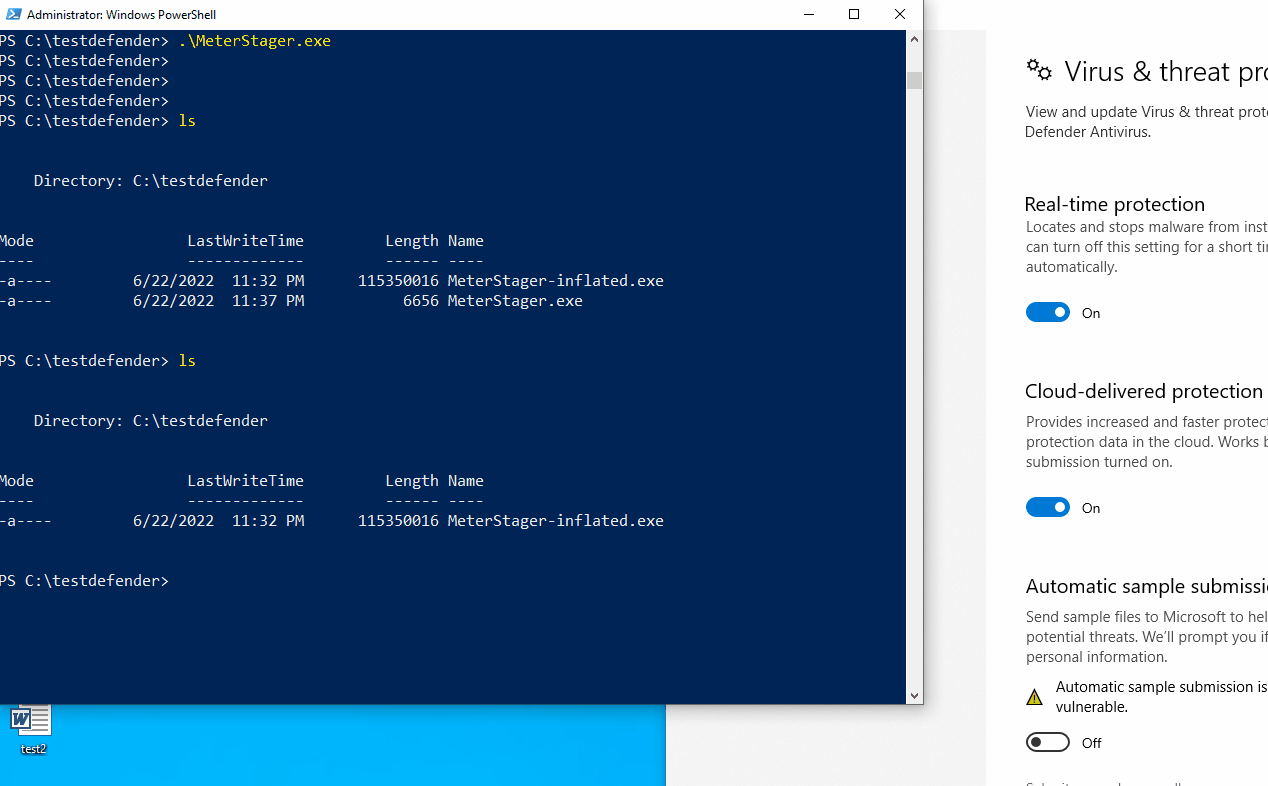 Administrator: Windows PowerShell
PS C:\testdefender> .\MeterStager.exe
PS C:\testdefender>
PS C:\testdefender>
PS C:\testdefender>
PS C:\testdefender> ls
Directory: C:\testdefender
Mode LastWriteTime Length Name
---- ------------- ------ ----
-a---- 6/22/2022 11:32 PM 115350016 MeterStager-inflated.exe
-a---- 6/22/2022 11:37 PM 6656 MeterStager.exe
PS C:\testdefender> ls
Directory: C:\testdefender
Mode LastWriteTime Length Name
---- ------------- ------ ----
-a---- 6/22/2022 11:32 PM 115350016 MeterStager-inflated.exe
PS C:\testdefender>
W
test2
Virus & threat pro
View and update Virus & threat prote
Defender Antivirus.
Real-time protection
Locates and stops malware from inst
can turn off this setting for a short tim
automatically.
On
Cloud-delivered protection
Provides increased and faster protect
protection data in the cloud. Works b
submission turned on.
On
Automatic sample submissi
Send sample files to Microsoft to hel
potential threats. We'll prompt you if
personal information.
Automatic sample submission is
vulnerable.
Off